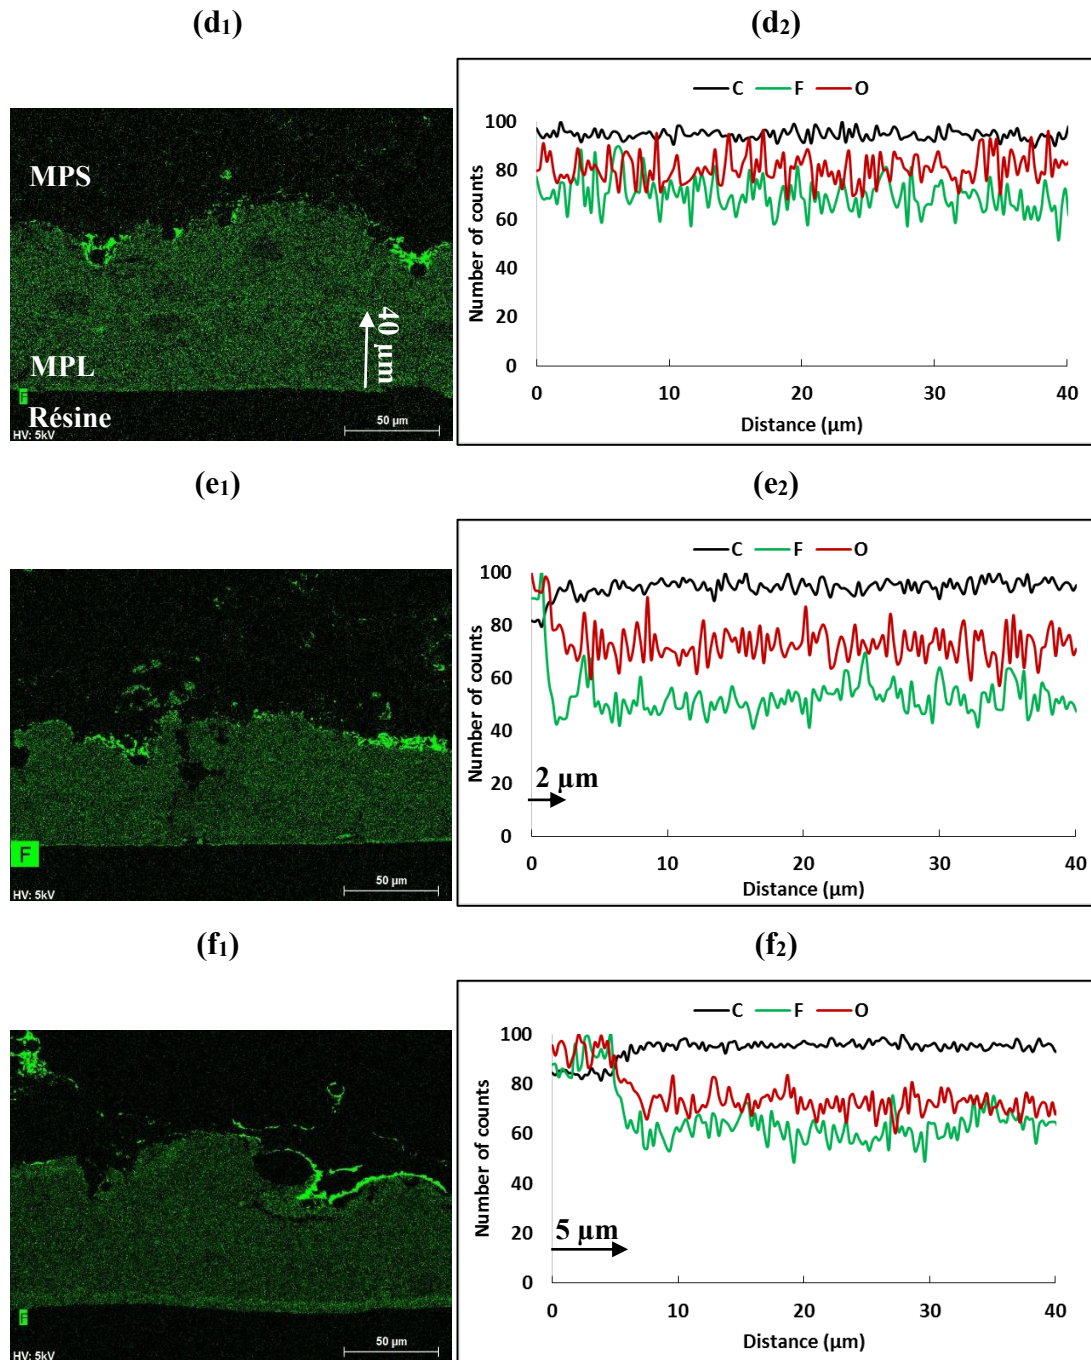 (d₁)
(d₂)
MPS
40 µm
MPL
F
Résine
HV: 5kV
50 µm
C F O
Number of counts
100
80
60
40
20
0
0 10 20 30 40
Distance (µm)
(e₁)
(e₂)
F
HV: 5kV
50 µm
C F O
Number of counts
100
80
60
40
20
0
2 µm
0 10 20 30 40
Distance (µm)
(f₁)
(f₂)
F
HV: 5kV
50 µm
C F O
Number of counts
100
80
60
40
20
0
5 µm
0 10 20 30 40
Distance (µm)